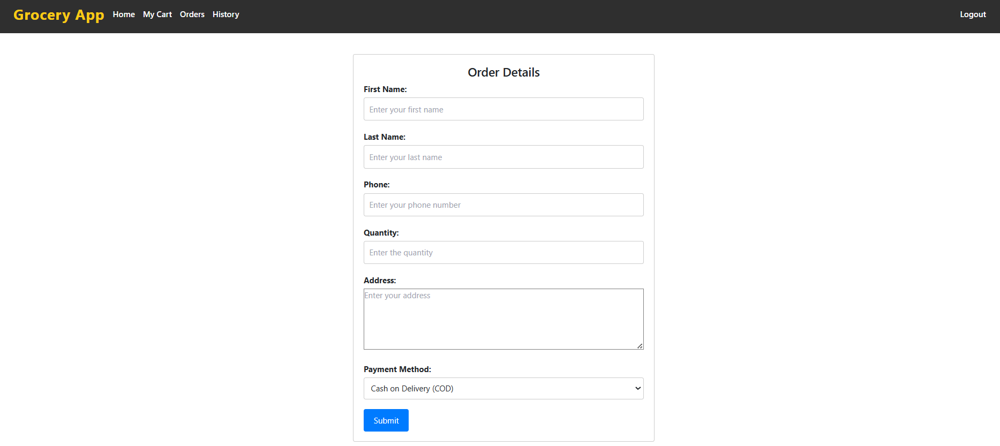 Grocery App Home My Cart Orders History Logout
Order Details
First Name:
Enter your first name
Last Name:
Enter your last name
Phone:
Enter your phone number
Quantity:
Enter the quantity
Address:
Enter your address
Payment Method:
Cash on Delivery (COD)
Submit